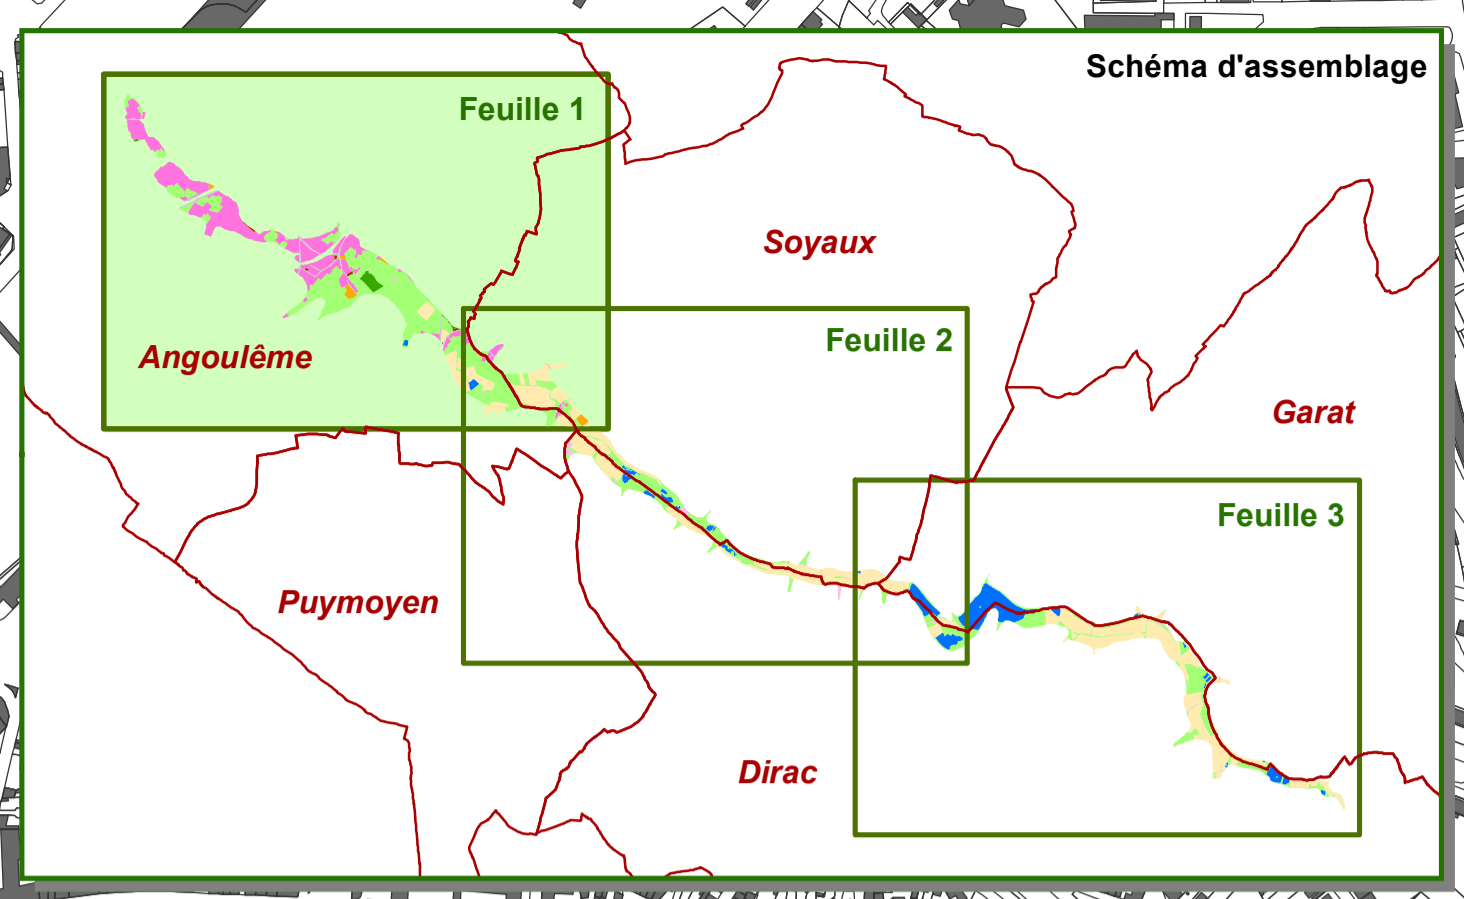 Schéma d'assemblage
Feuille 1
Soyaux
Feuille 2
Angoulême
Garat
Feuille 3
Puymoyen
Dirac